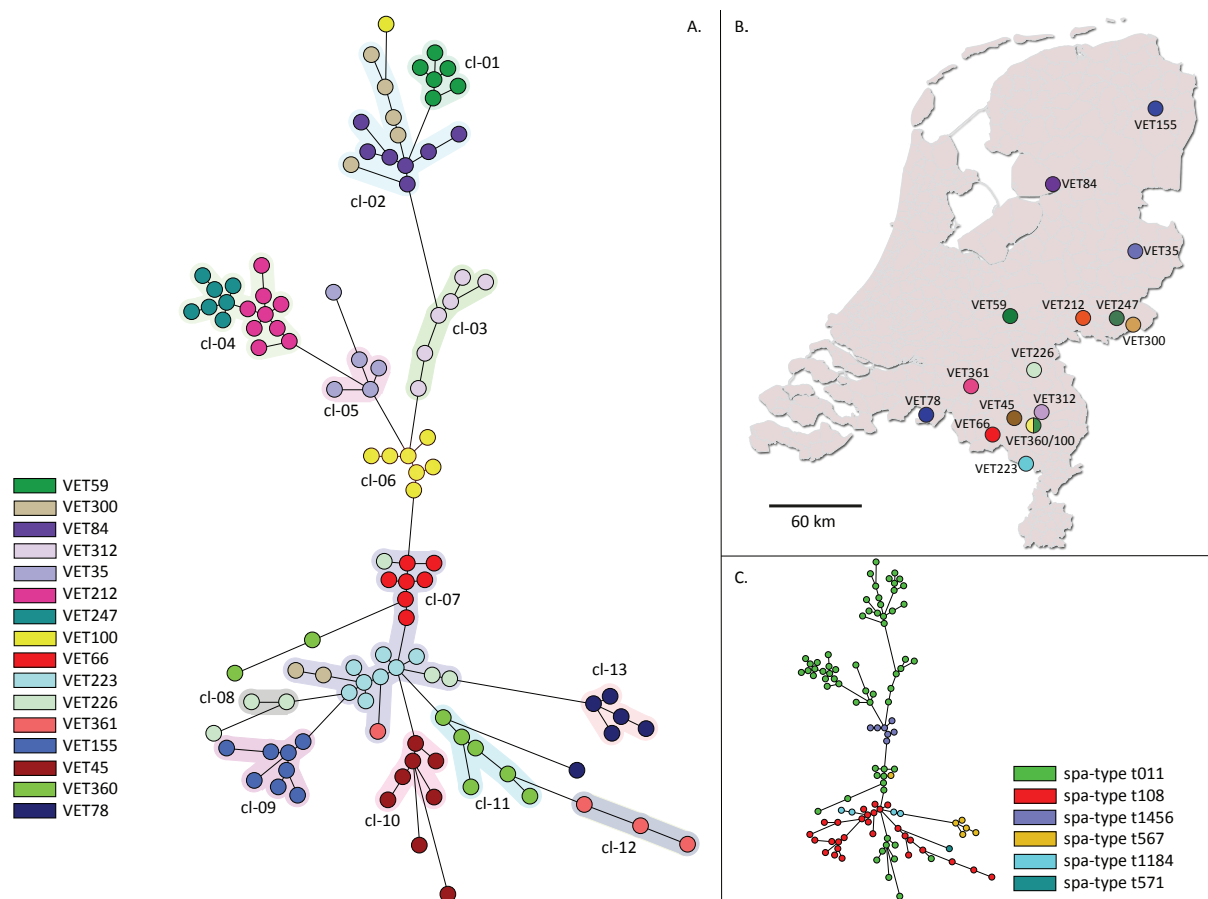 A.
cl-01
cl-02
cl-03
cl-04
cl-05
cl-06
cl-07
cl-08
cl-09
cl-10
cl-11
cl-12
cl-13
VET59
VET300
VET84
VET312
VET35
VET212
VET247
VET100
VET66
VET223
VET226
VET361
VET155
VET45
VET360
VET78
B.
VET155
VET84
VET35
VET59
VET212
VET247
VET300
VET226
VET361
VET78
VET45
VET312
VET66
VET360/100
VET223
60 km
C.
spa-type t011
spa-type t108
spa-type t1456
spa-type t567
spa-type t1184
spa-type t571